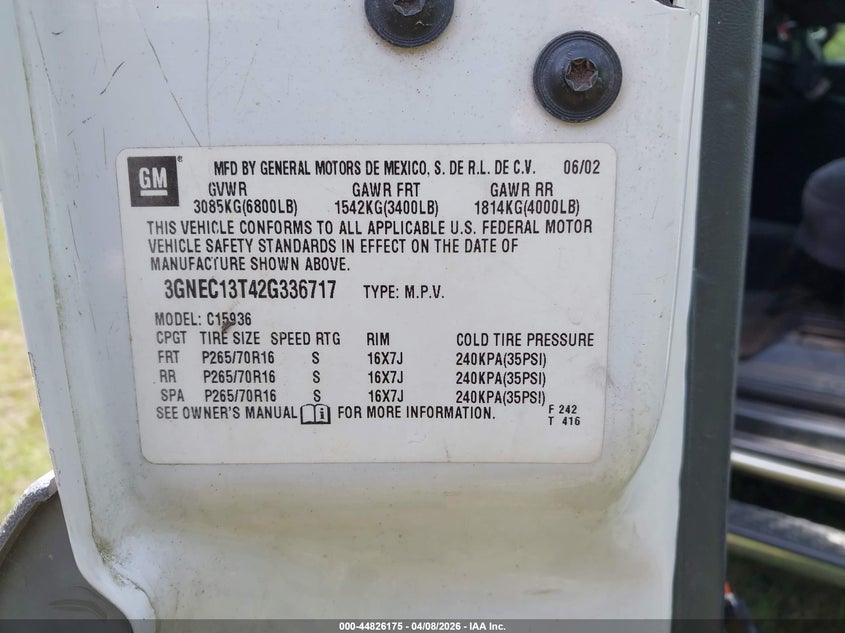 GM®
MFD BY GENERAL MOTORS DE MEXICO, S. DE R.L. DE C.V. 06/02
GVWR GAWR FRT GAWR RR
3085KG(6800LB) 1542KG(3400LB) 1814KG(4000LB)
THIS VEHICLE CONFORMS TO ALL APPLICABLE U.S. FEDERAL MOTOR
VEHICLE SAFETY STANDARDS IN EFFECT ON THE DATE OF
MANUFACTURE SHOWN ABOVE.
3GNEC13T42G336717 TYPE: M.P.V.
MODEL: C15936
CPGT TIRE SIZE SPEED RTG RIM COLD TIRE PRESSURE
FRT P265/70R16 S 16X7J 240KPA(35PSI)
RR P265/70R16 S 16X7J 240KPA(35PSI)
SPA P265/70R16 S 16X7J 240KPA(35PSI)
SEE OWNER'S MANUAL FOR MORE INFORMATION. F 242
T 416
000-44826175 - 04/08/2026 - IAA Inc.